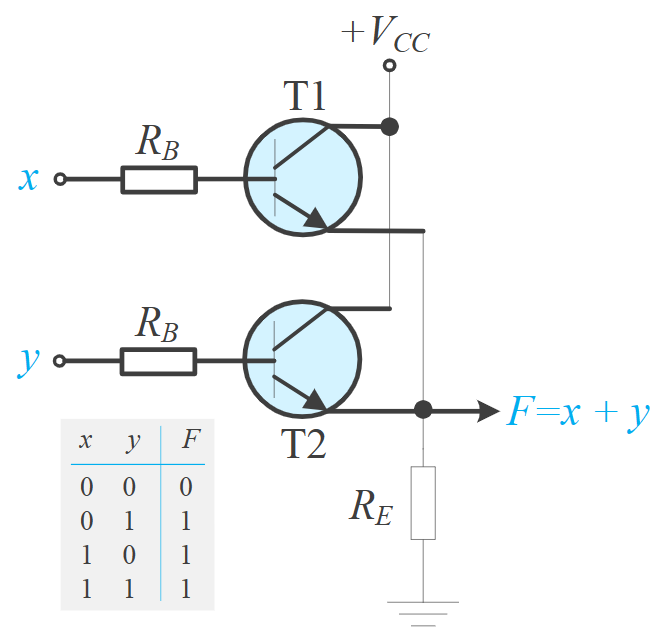 +V_CC
T1
R_B
x
R_B
y
F=x + y
T2
x y F
0 0 0
0 1 1
1 0 1
1 1 1
R_E